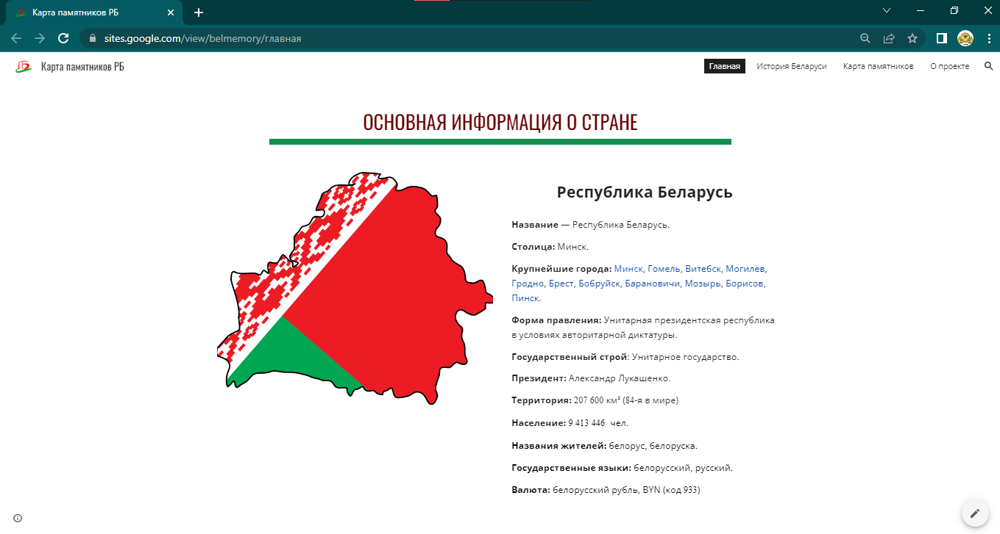 Карта памятников РБ
sites.google.com/view/belmemory/главная
Карта памятников РБ
Главная
История Беларуси
Карта памятников
О проекте
ОСНОВНАЯ ИНФОРМАЦИЯ О СТРАНЕ
Республика Беларусь
Название — Республика Беларусь.
Столица: Минск.
Крупнейшие города: Минск, Гомель, Витебск, Могилёв,
Гродно, Брест, Бобруйск, Барановичи, Мозырь, Борисов,
Пинск.
Форма правления: Унитарная президентская республика
в условиях авторитарной диктатуры.
Государственный строй: Унитарное государство.
Президент: Александр Лукашенко.
Территория: 207 600 км² (84-я в мире)
Население: 9 413 446 чел.
Названия жителей: белорус, белоруска.
Государственные языки: белорусский, русский.
Валюта: белорусский рубль, BYN (код 933)